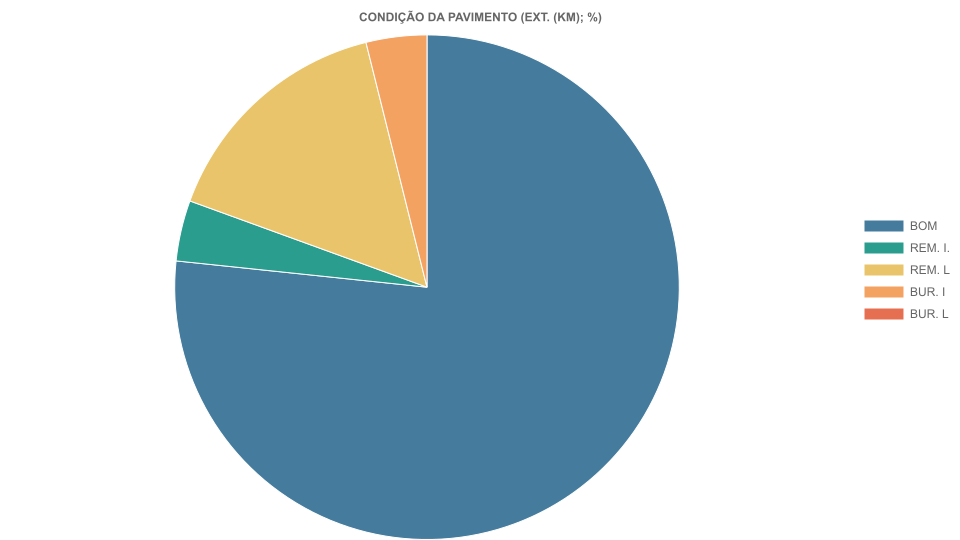 CONDIÇÃO DA PAVIMENTO (EXT. (KM); %)
BOM
REM. I.
REM. L
BUR. I
BUR. L